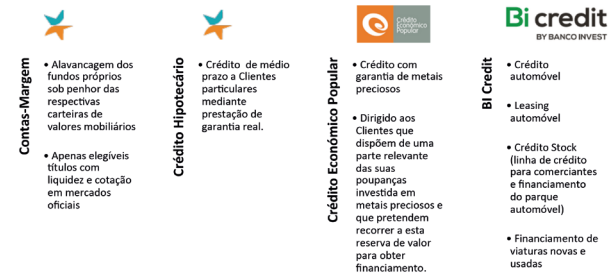 Contas-Margem
• Alavancagem dos
fundos próprios
sob penhor das
respectivas
carteiras de
valores mobiliários
• Apenas elegíveis
títulos com
liquidez e cotação
em mercados
oficiais
Crédito Hipotecário
• Crédito de médio
prazo a Clientes
particulares
mediante
prestação de
garantia real.
Crédito
Económico
Popular
Crédito Económico Popular
• Crédito com
garantia de metais
preciosos
• Dirigido aos
Clientes que
dispõem de uma
parte relevante
das suas
poupanças
investida em
metais preciosos e
que pretendem
recorrer a esta
reserva de valor
para obter
financiamento.
Bi credit
BY BANCO INVEST
BI Credit
• Crédito
automóvel
• Leasing
automóvel
• Crédito Stock
(linha de crédito
para comerciantes
e financiamento
do parque
automóvel)
• Financiamento de
viaturas novas e
usadas